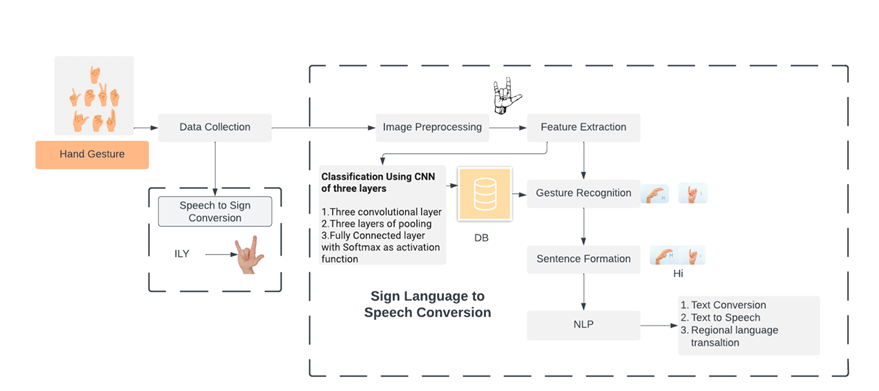 Hand Gesture
Data Collection
Image Preprocessing
Feature Extraction
Speech to Sign
Conversion
ILY
Classification Using CNN
of three layers
1.Three convolutional layer
2.Three layers of pooling
3.Fully Connected layer
with Softmax as activation
function
DB
Gesture Recognition
H
I
Sentence Formation
Hi
Sign Language to
Speech Conversion
NLP
1. Text Conversion
2. Text to Speech
3. Regional language
transaltion